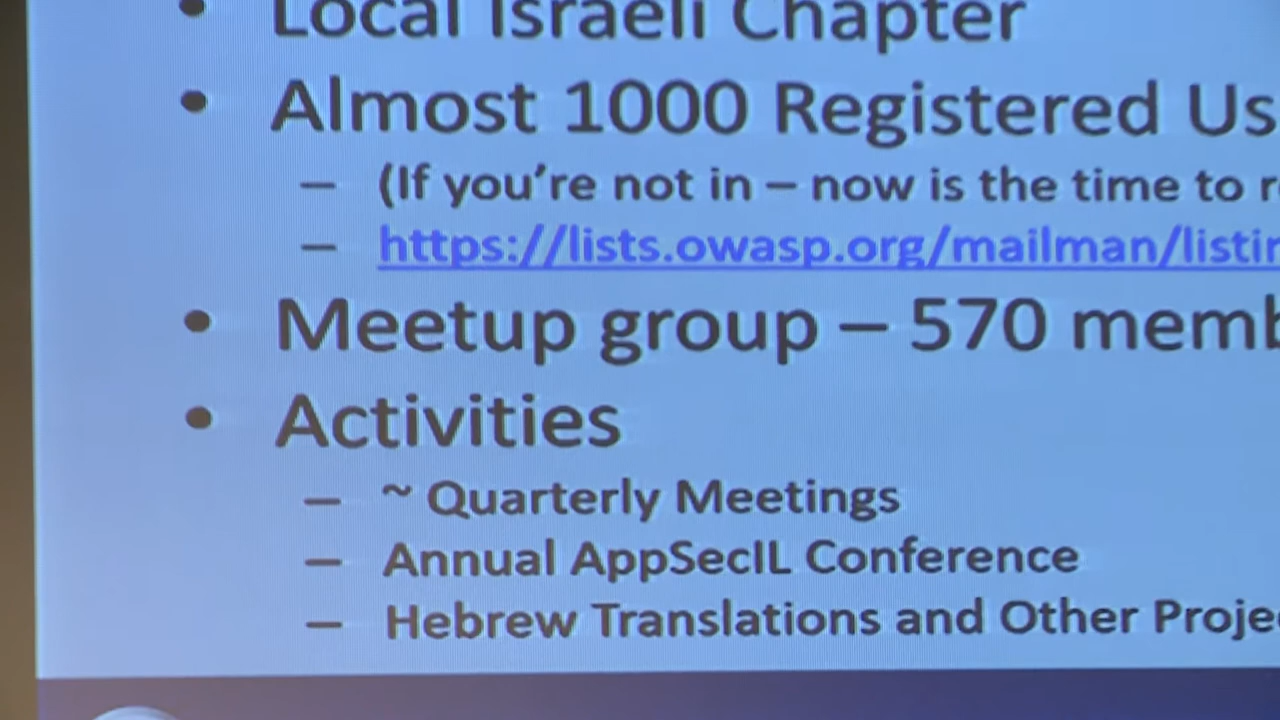 • Local Israeli Chapter
• Almost 1000 Registered Us
– (If you're not in – now is the time to r
– https://lists.owasp.org/mailman/listin
• Meetup group – 570 memb
• Activities
– ~ Quarterly Meetings
– Annual AppSecIL Conference
– Hebrew Translations and Other Projec